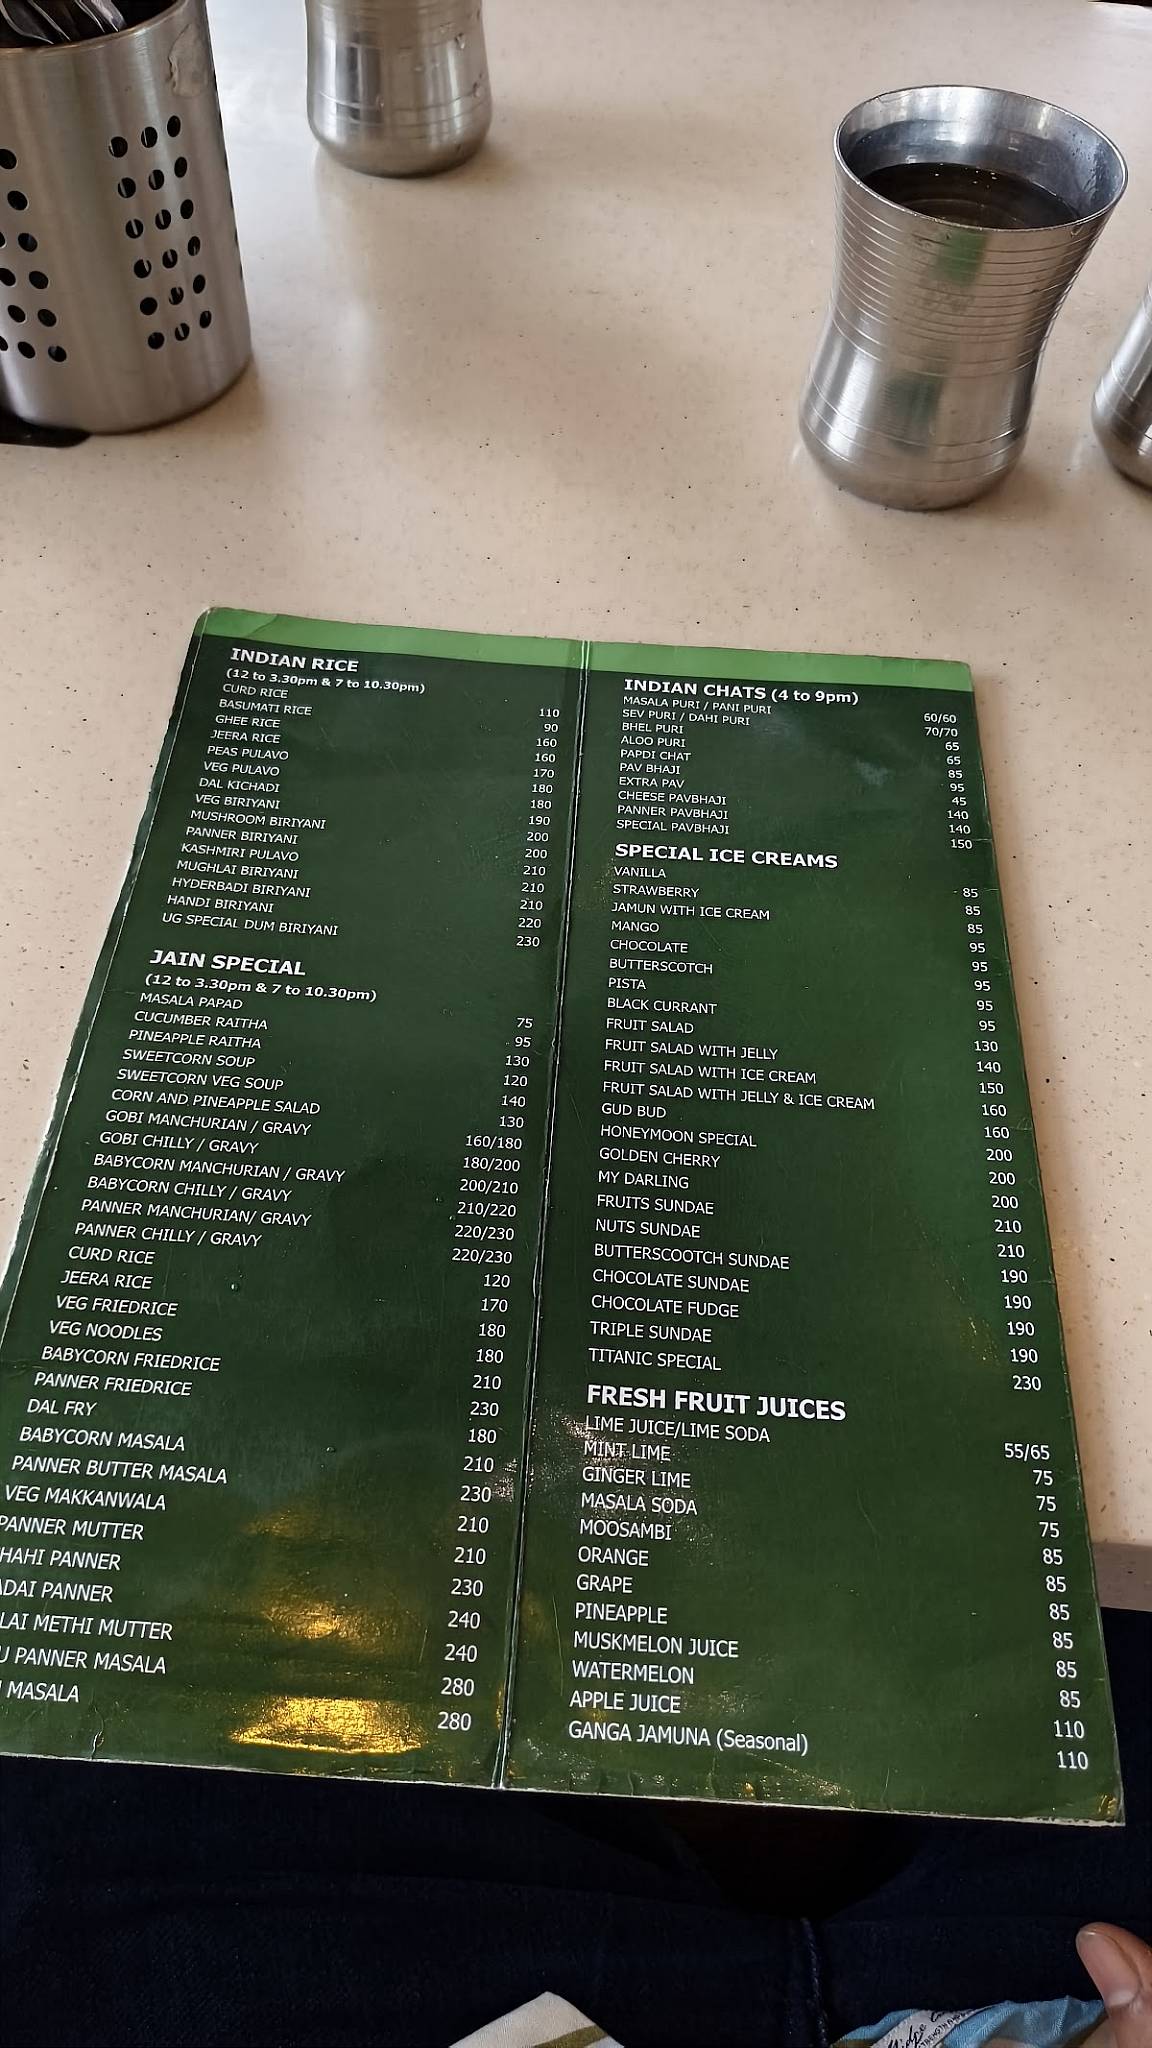 INDIAN RICE
(12 to 3.30pm & 7 to 10.30pm)
CURD RICE 110
BASUMATI RICE 90
GHEE RICE 160
JEERA RICE 160
PEAS PULAVO 170
VEG PULAVO 180
DAL KICHADI 180
VEG BIRIYANI 190
MUSHROOM BIRIYANI 200
PANNER BIRIYANI 200
KASHMIRI PULAVO 210
MUGHLAI BIRIYANI 210
HYDERBADI BIRIYANI 210
HANDI BIRIYANI 220
UG SPECIAL DUM BIRIYANI 230
JAIN SPECIAL
(12 to 3.30pm & 7 to 10.30pm)
MASALA PAPAD 75
CUCUMBER RAITHA 95
PINEAPPLE RAITHA 130
SWEETCORN SOUP 120
SWEETCORN VEG SOUP 140
CORN AND PINEAPPLE SALAD 130
GOBI MANCHURIAN / GRAVY 160/180
GOBI CHILLY / GRAVY 180/200
BABYCORN MANCHURIAN / GRAVY 200/210
BABYCORN CHILLY / GRAVY 210/220
PANNER MANCHURIAN/ GRAVY 220/230
PANNER CHILLY / GRAVY 220/230
CURD RICE 120
JEERA RICE 170
VEG FRIEDRICE 180
VEG NOODLES 180
BABYCORN FRIEDRICE 210
PANNER FRIEDRICE 230
DAL FRY 180
BABYCORN MASALA 210
PANNER BUTTER MASALA 230
VEG MAKKANWALA 210
PANNER MUTTER 210
HAHI PANNER 230
ADAI PANNER 240
LAI METHI MUTTER 240
U PANNER MASALA 280
MASALA 280
INDIAN CHATS (4 to 9pm)
MASALA PURI / PANI PURI 60/60
SEV PURI / DAHI PURI 70/70
BHEL PURI 65
ALOO PURI 65
PAPDI CHAT 85
PAV BHAJI 95
EXTRA PAV 45
CHEESE PAVBHAJI 140
PANNER PAVBHAJI 140
SPECIAL PAVBHAJI 150
SPECIAL ICE CREAMS
VANILLA 85
STRAWBERRY 85
JAMUN WITH ICE CREAM 85
MANGO 95
CHOCOLATE 95
BUTTERSCOTCH 95
PISTA 95
BLACK CURRANT 95
FRUIT SALAD 130
FRUIT SALAD WITH JELLY 140
FRUIT SALAD WITH ICE CREAM 150
FRUIT SALAD WITH JELLY & ICE CREAM 160
GUD BUD 160
HONEYMOON SPECIAL 200
GOLDEN CHERRY 200
MY DARLING 200
FRUITS SUNDAE 210
NUTS SUNDAE 210
BUTTERSCOOTCH SUNDAE 190
CHOCOLATE SUNDAE 190
CHOCOLATE FUDGE 190
TRIPLE SUNDAE 190
TITANIC SPECIAL 230
FRESH FRUIT JUICES
LIME JUICE/LIME SODA 55/65
MINT LIME 75
GINGER LIME 75
MASALA SODA 75
MOOSAMBI 85
ORANGE 85
GRAPE 85
PINEAPPLE 85
MUSKMELON JUICE 85
WATERMELON 85
APPLE JUICE 110
GANGA JAMUNA (Seasonal) 110